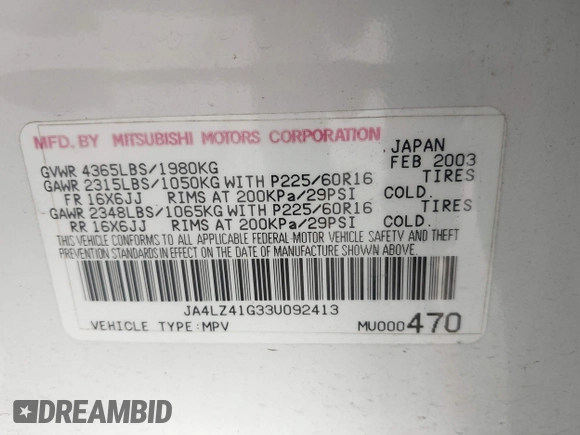 MFD. BY MITSUBISHI MOTORS CORPORATION JAPAN
GVWR 4365LBS/1980KG FEB 2003
GAWR 2315LBS/1050KG WITH P225/60R16 TIRES
FR 16X6JJ RIMS AT 200KPa/29PSI COLD.
GAWR 2348LBS/1065KG WITH P225/60R16 TIRES
RR 16X6JJ RIMS AT 200KPa/29PSI COLD.
THIS VEHICLE CONFORMS TO ALL APPLICABLE FEDERAL MOTOR VEHICLE SAFETY AND THEFT
PREVENTION STANDARDS IN EFFECT ON THE DATE OF MANUFACTURE SHOWN ABOVE.
JA4LZ41G33U092413
VEHICLE TYPE:MPV MU000470
DREAMBID